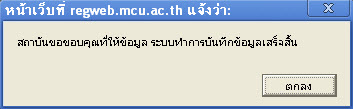 หน้าเว็บที่ regweb.mcu.ac.th แจ้งว่า:
สถาบันขอขอบคุณที่ให้ข้อมูล ระบบทำการบันทึกข้อมูลเสร็จสิ้น
ตกลง